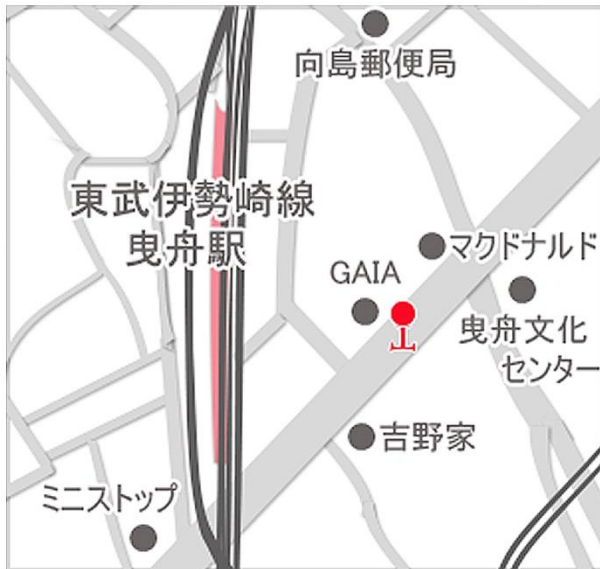 向島郵便局
東武伊勢崎線
曳舟駅
マクドナルド
GAIA
曳舟文化
センター
吉野家
ミニストップ